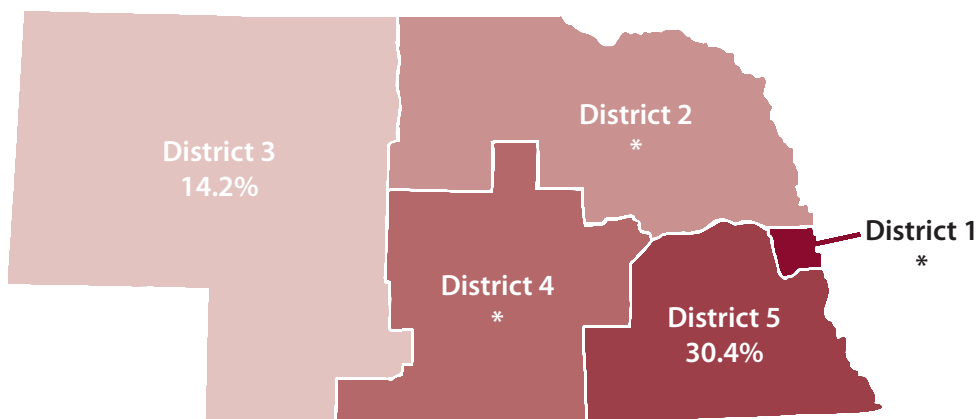 District 2
*
District 3
14.2%
District 1
*
District 4
*
District 5
30.4%